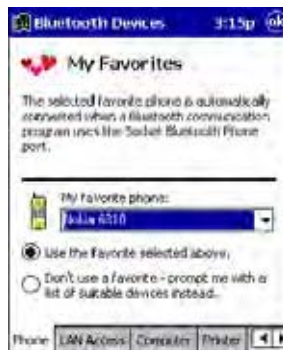 Bluetooth Devices 3:15p ok
My Favorites
The selected favorite phone is automatically
connected when a Bluetooth communication
program uses the Socket Bluetooth Phone
port.
My favorite phone:
Nokia 6310
Use the favorite selected above.
Don't use a favorite - prompt me with a
list of suitable devices instead.
Phone LAN Access Computer Printer